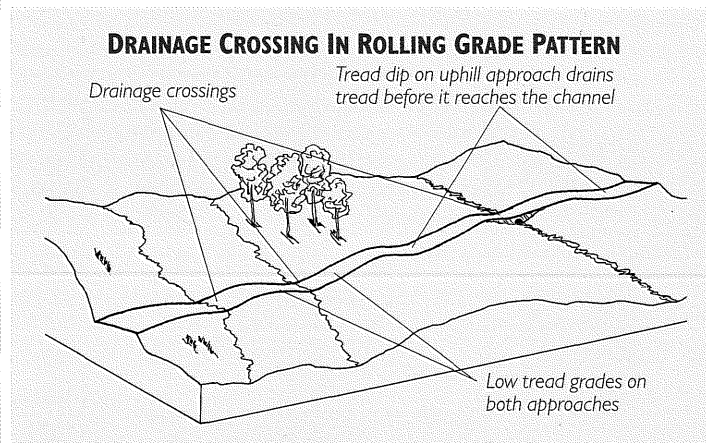 DRAINAGE CROSSING IN ROLLING GRADE PATTERN
Drainage crossings
Tread dip on uphill approach drains
tread before it reaches the channel
Low tread grades on
both approaches